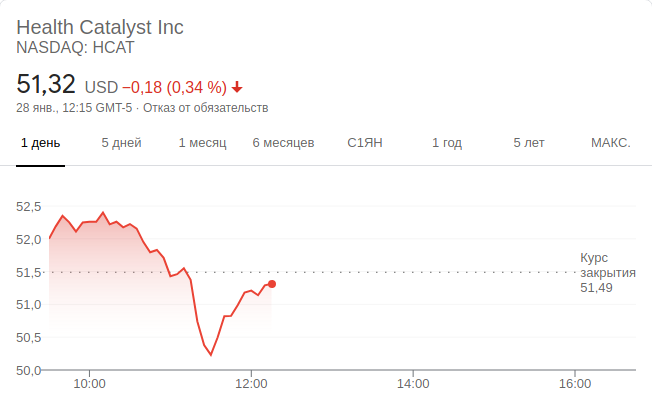 Health Catalyst Inc
NASDAQ: HCAT
51,32 USD −0,18 (0,34 %)
28 янв., 12:15 GMT-5 · Отказ от обязательств
1 день 5 дней 1 месяц 6 месяцев С1ЯН 1 год 5 лет МАКС.
52,5
52,0
51,5
51,0
50,5
50,0
Курс
закрытия
51,49
10:00 12:00 14:00 16:00